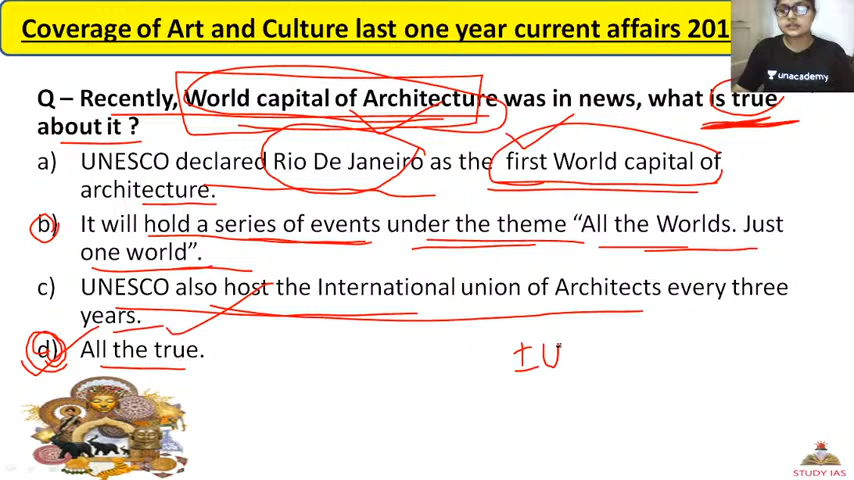 Coverage of Art and Culture last one year current affairs 201
unacademy
Q – Recently, World capital of Architecture was in news, what is true
about it ?
a) UNESCO declared Rio De Janeiro as the first World capital of
architecture.
b) It will hold a series of events under the theme “All the Worlds. Just
one world”.
c) UNESCO also host the International union of Architects every three
years.
d) All the true.
IU
STUDY IAS